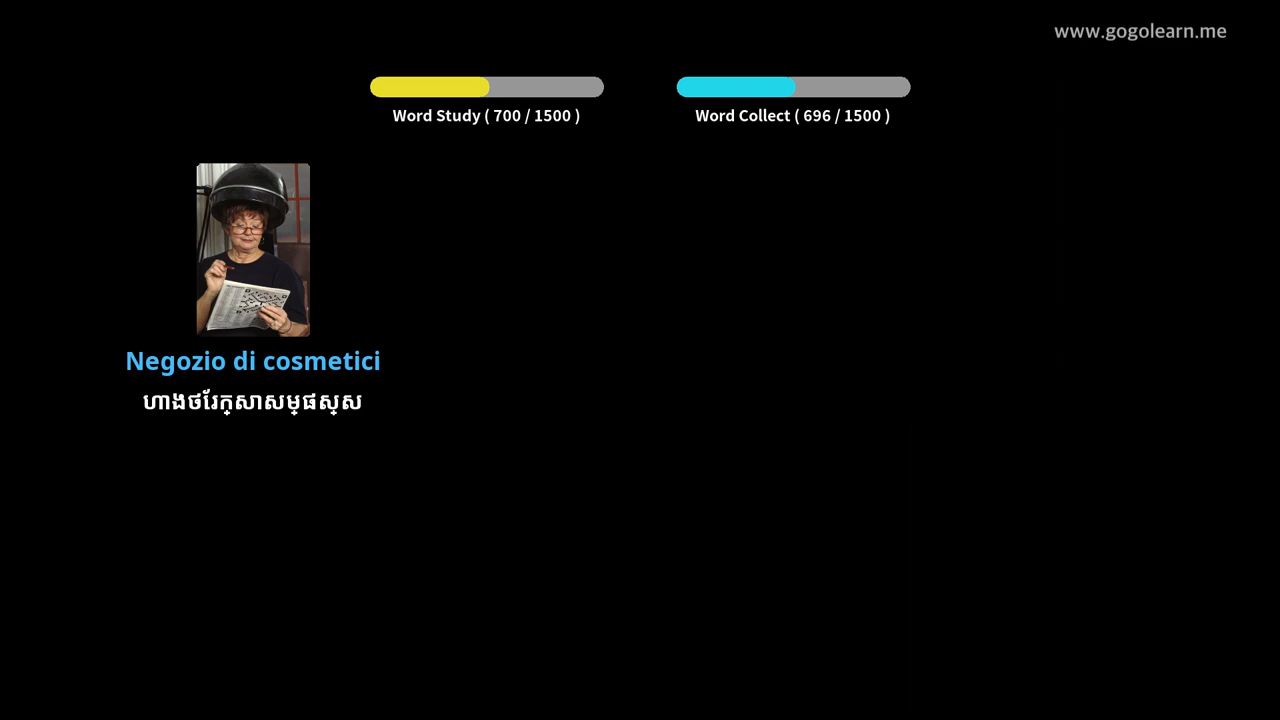 www.gogolearn.me
Word Study ( 700 / 1500 )
Word Collect ( 696 / 1500 )
Negozio di cosmetici
ហាងថែរក្សាសម្ផស្ស